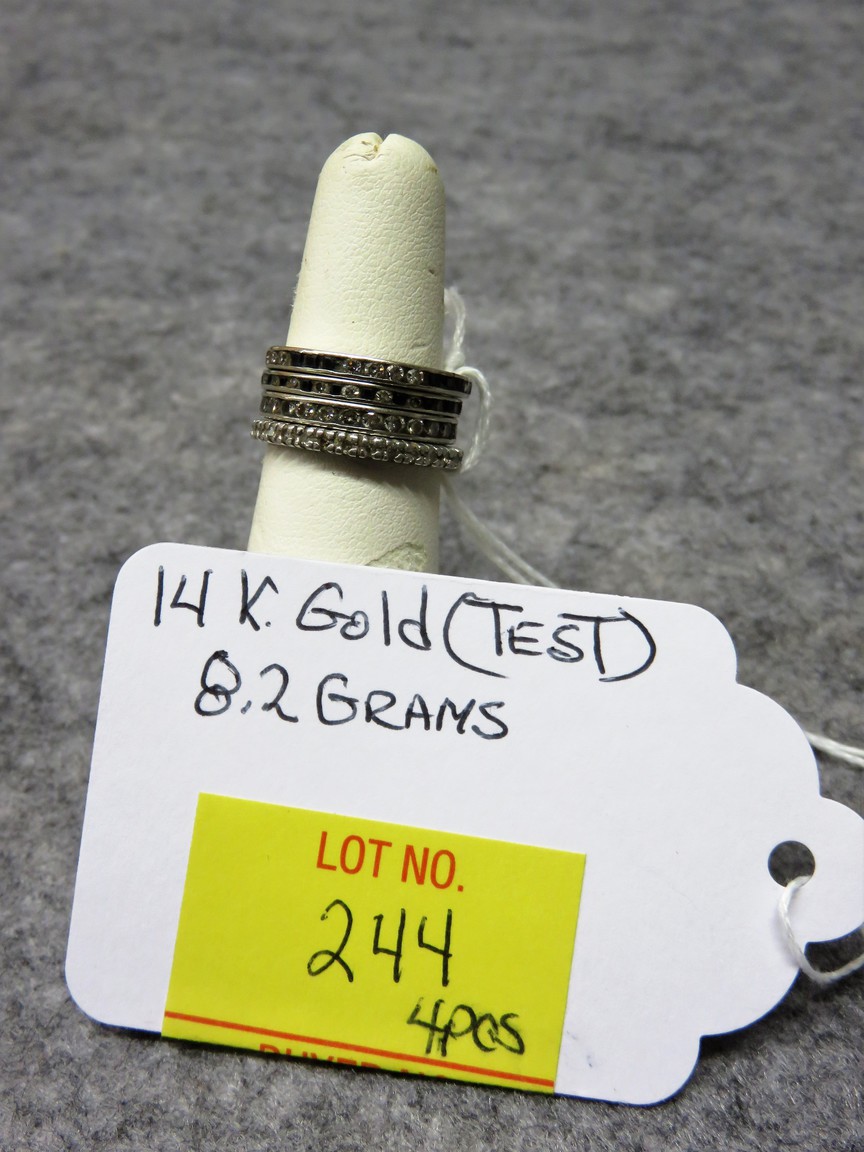 14 K. Gold (TEST)
8.2 GRAMS
LOT NO.
244
4pcs